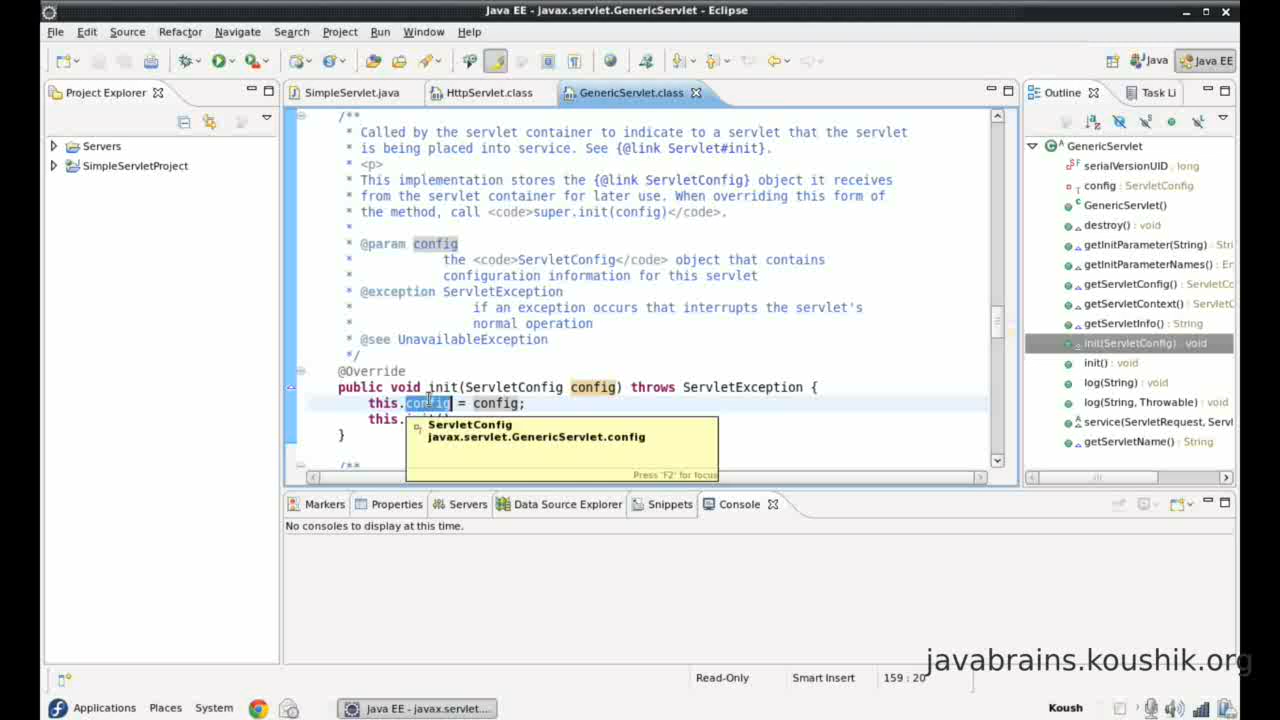 Java EE - javax.servlet.GenericServlet - Eclipse
File Edit Source Refactor Navigate Search Project Run Window Help
Java Java EE
Project Explorer
SimpleServlet.java HttpServlet.class GenericServlet.class
Outline Task Li
Servers
SimpleServletProject
/**
* Called by the servlet container to indicate to a servlet that the servlet
* is being placed into service. See {@link Servlet#init}.
* <p>
* This implementation stores the {@link ServletConfig} object it receives
* from the servlet container for later use. When overriding this form of
* the method, call <code>super.init(config)</code>.
*
* @param config
* the <code>ServletConfig</code> object that contains
* configuration information for this servlet
* @exception ServletException
* if an exception occurs that interrupts the servlet's
* normal operation
* @see UnavailableException
*/
@Override
public void init(ServletConfig config) throws ServletException {
this.config = config;
this.
}
/**
ServletConfig
javax.servlet.GenericServlet.config
Press 'F2' for focus
GenericServlet
serialVersionUID : long
config : ServletConfig
GenericServlet()
destroy() : void
getInitParameter(String) : Stri
getInitParameterNames() : En
getServletConfig() : ServletCo
getServletContext() : ServletC
getServletInfo() : String
init(ServletConfig) : void
init() : void
log(String) : void
log(String, Throwable) : void
service(ServletRequest, Servl
getServletName() : String
Markers Properties Servers Data Source Explorer Snippets Console
No consoles to display at this time.
javabrains.koushik.org
Read-Only Smart Insert 159 : 20
Applications Places System Java EE - javax.servlet.... Koush